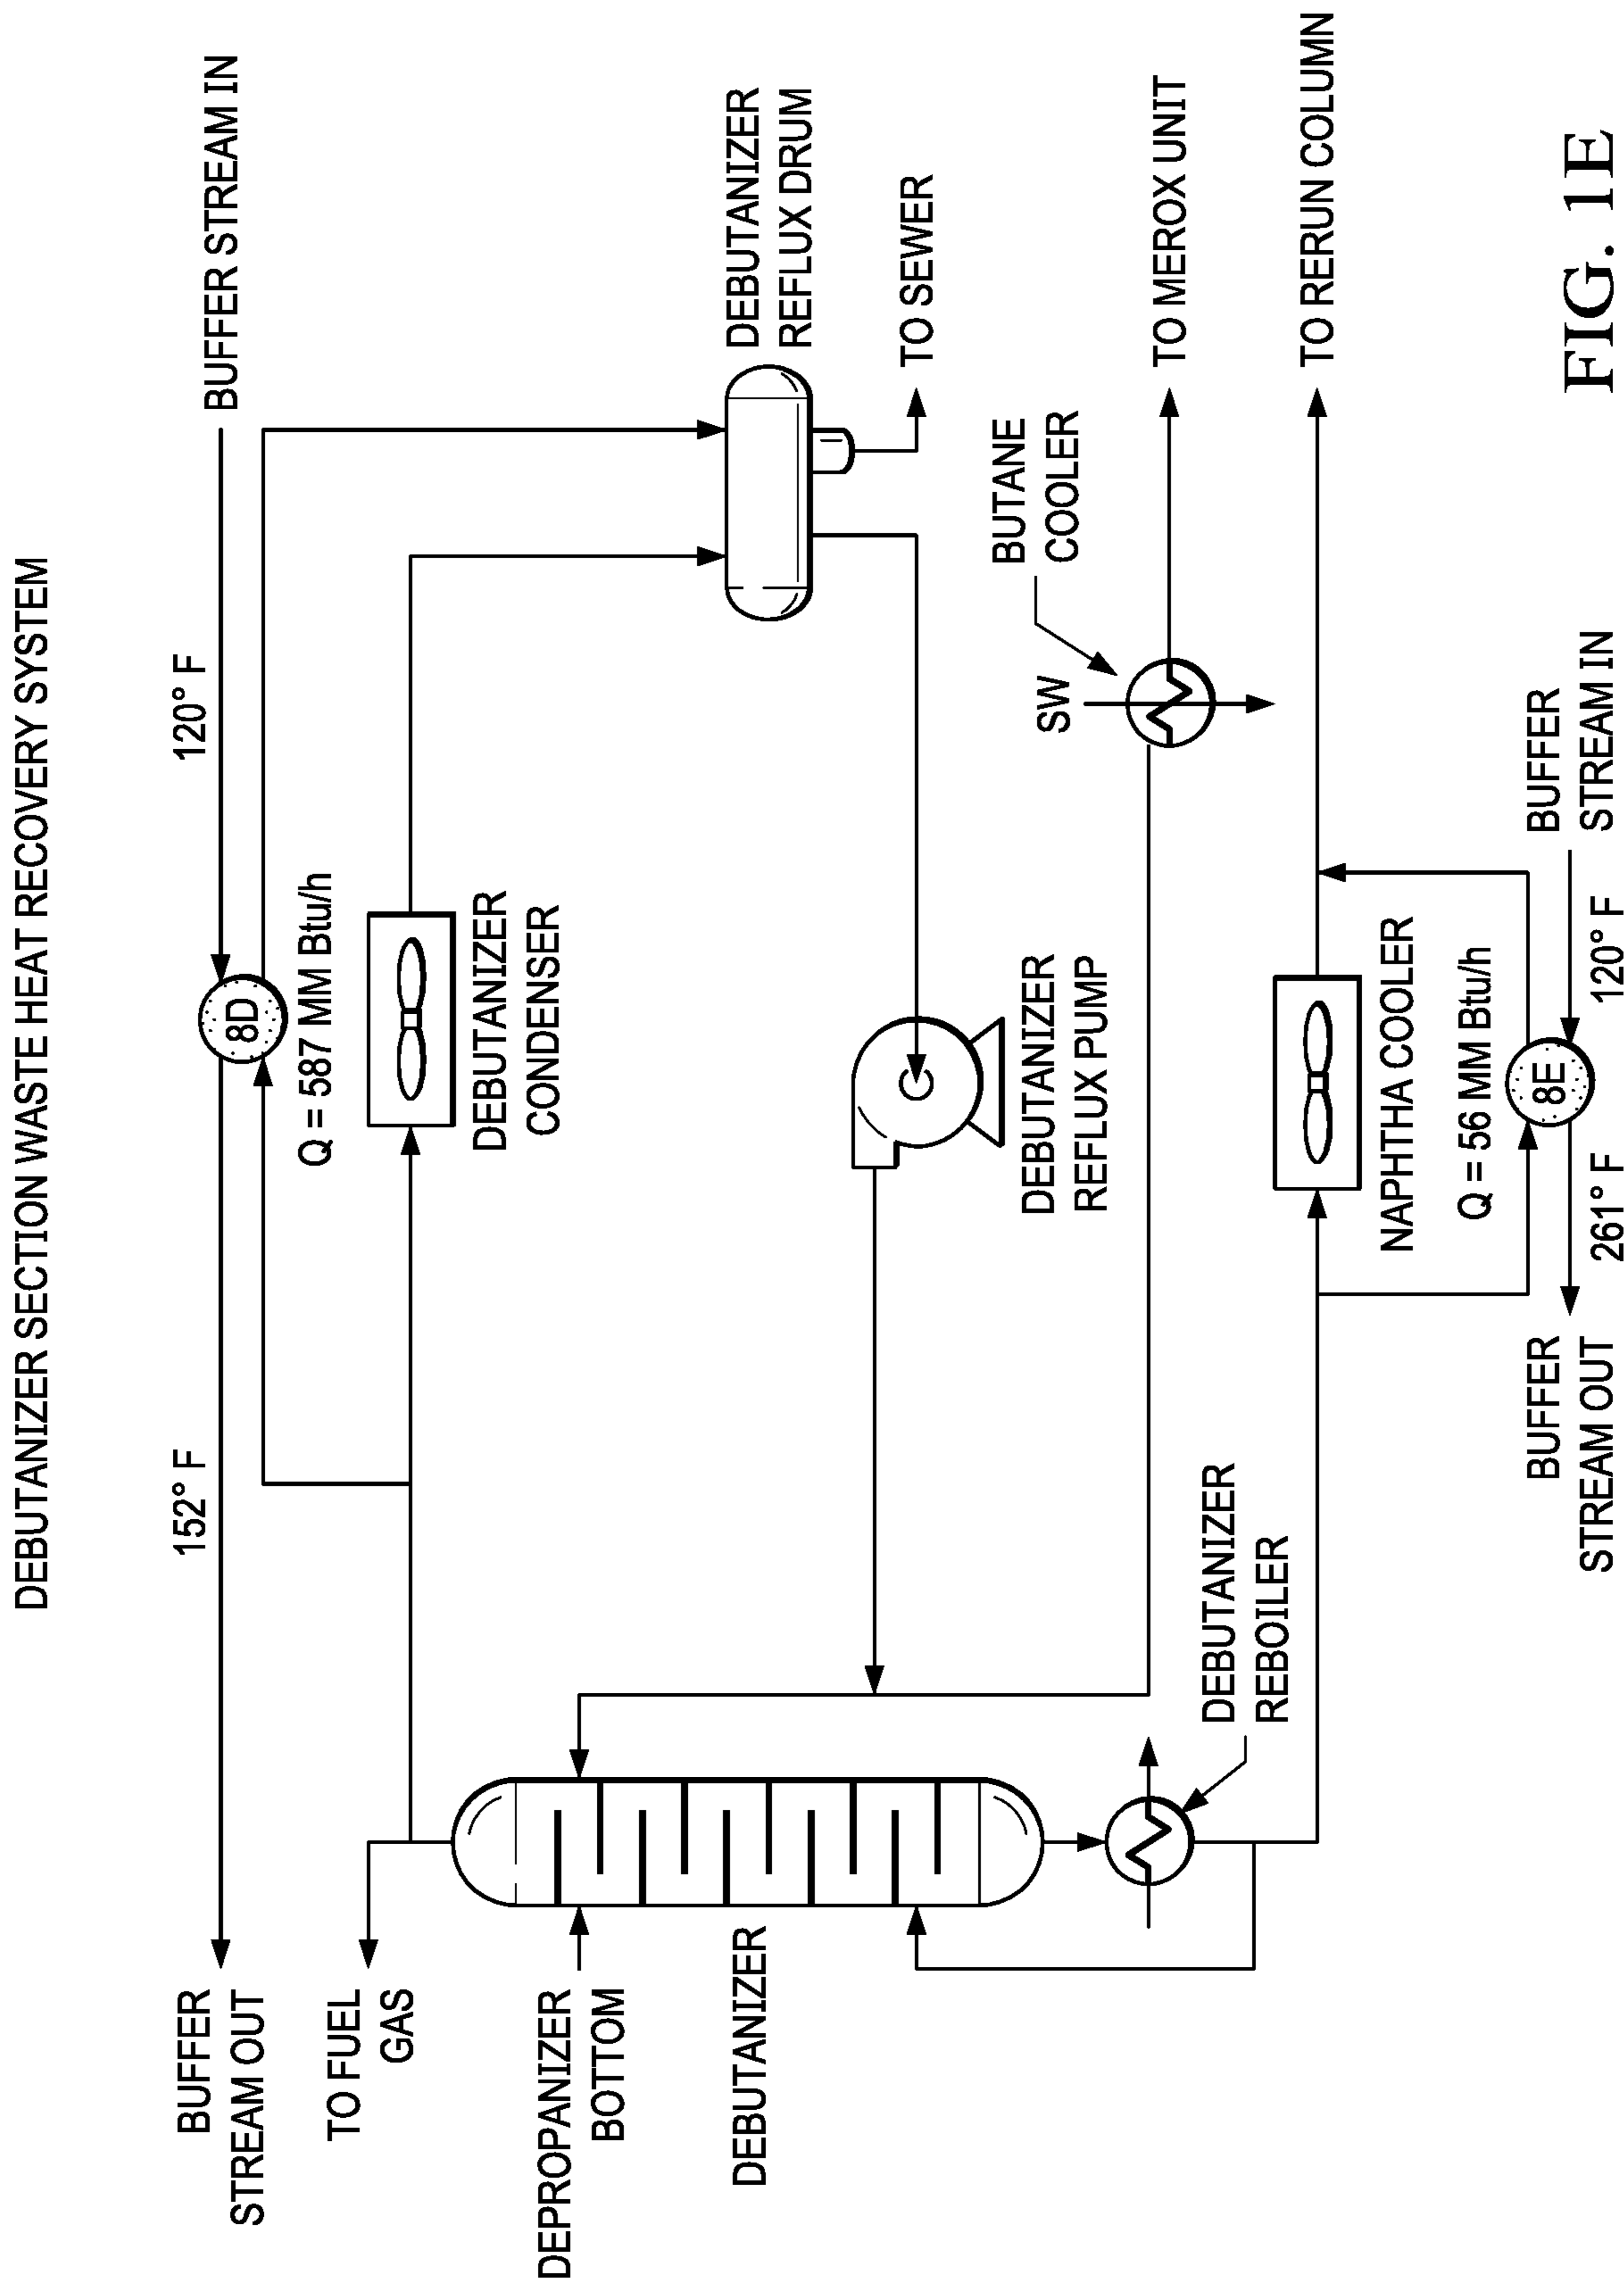 DEBUTANIZER SECTION WASTE HEAT RECOVERY SYSTEM
BUFFER
STREAM OUT
152° F
120° F
BUFFER STREAM IN
8D
Q = 587 MM Btu/h
TO FUEL
GAS
DEBUTANIZER
CONDENSER
DEPROPANIZER
BOTTOM
DEBUTANIZER
DEBUTANIZER
REFLUX DRUM
TO SEWER
DEBUTANIZER
REFLUX PUMP
BUTANE
COOLER
SW
TO MEROX UNIT
DEBUTANIZER
REBOILER
TO RERUN COLUMN
NAPHTHA COOLER
Q = 56 MM Btu/h
8E
BUFFER
STREAM OUT
261° F
120° F
BUFFER
STREAM IN
FIG. 1E